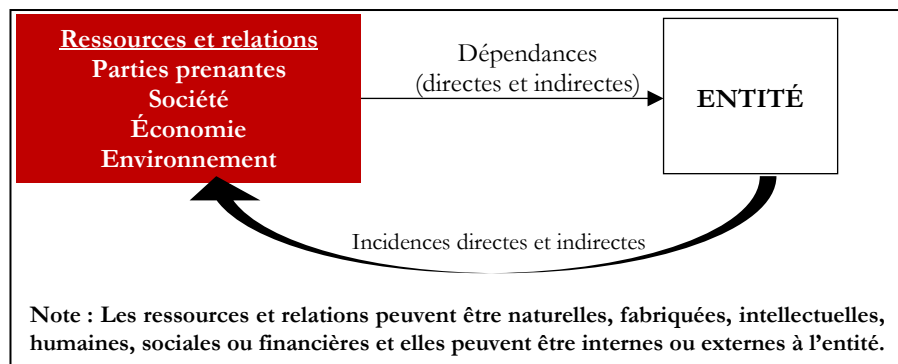 Ressources et relations
Parties prenantes
Société
Économie
Environnement
Dépendances
(directes et indirectes)
ENTITÉ
Incidences directes et indirectes
Note : Les ressources et relations peuvent être naturelles, fabriquées, intellectuelles,
humaines, sociales ou financières et elles peuvent être internes ou externes à l’entité.